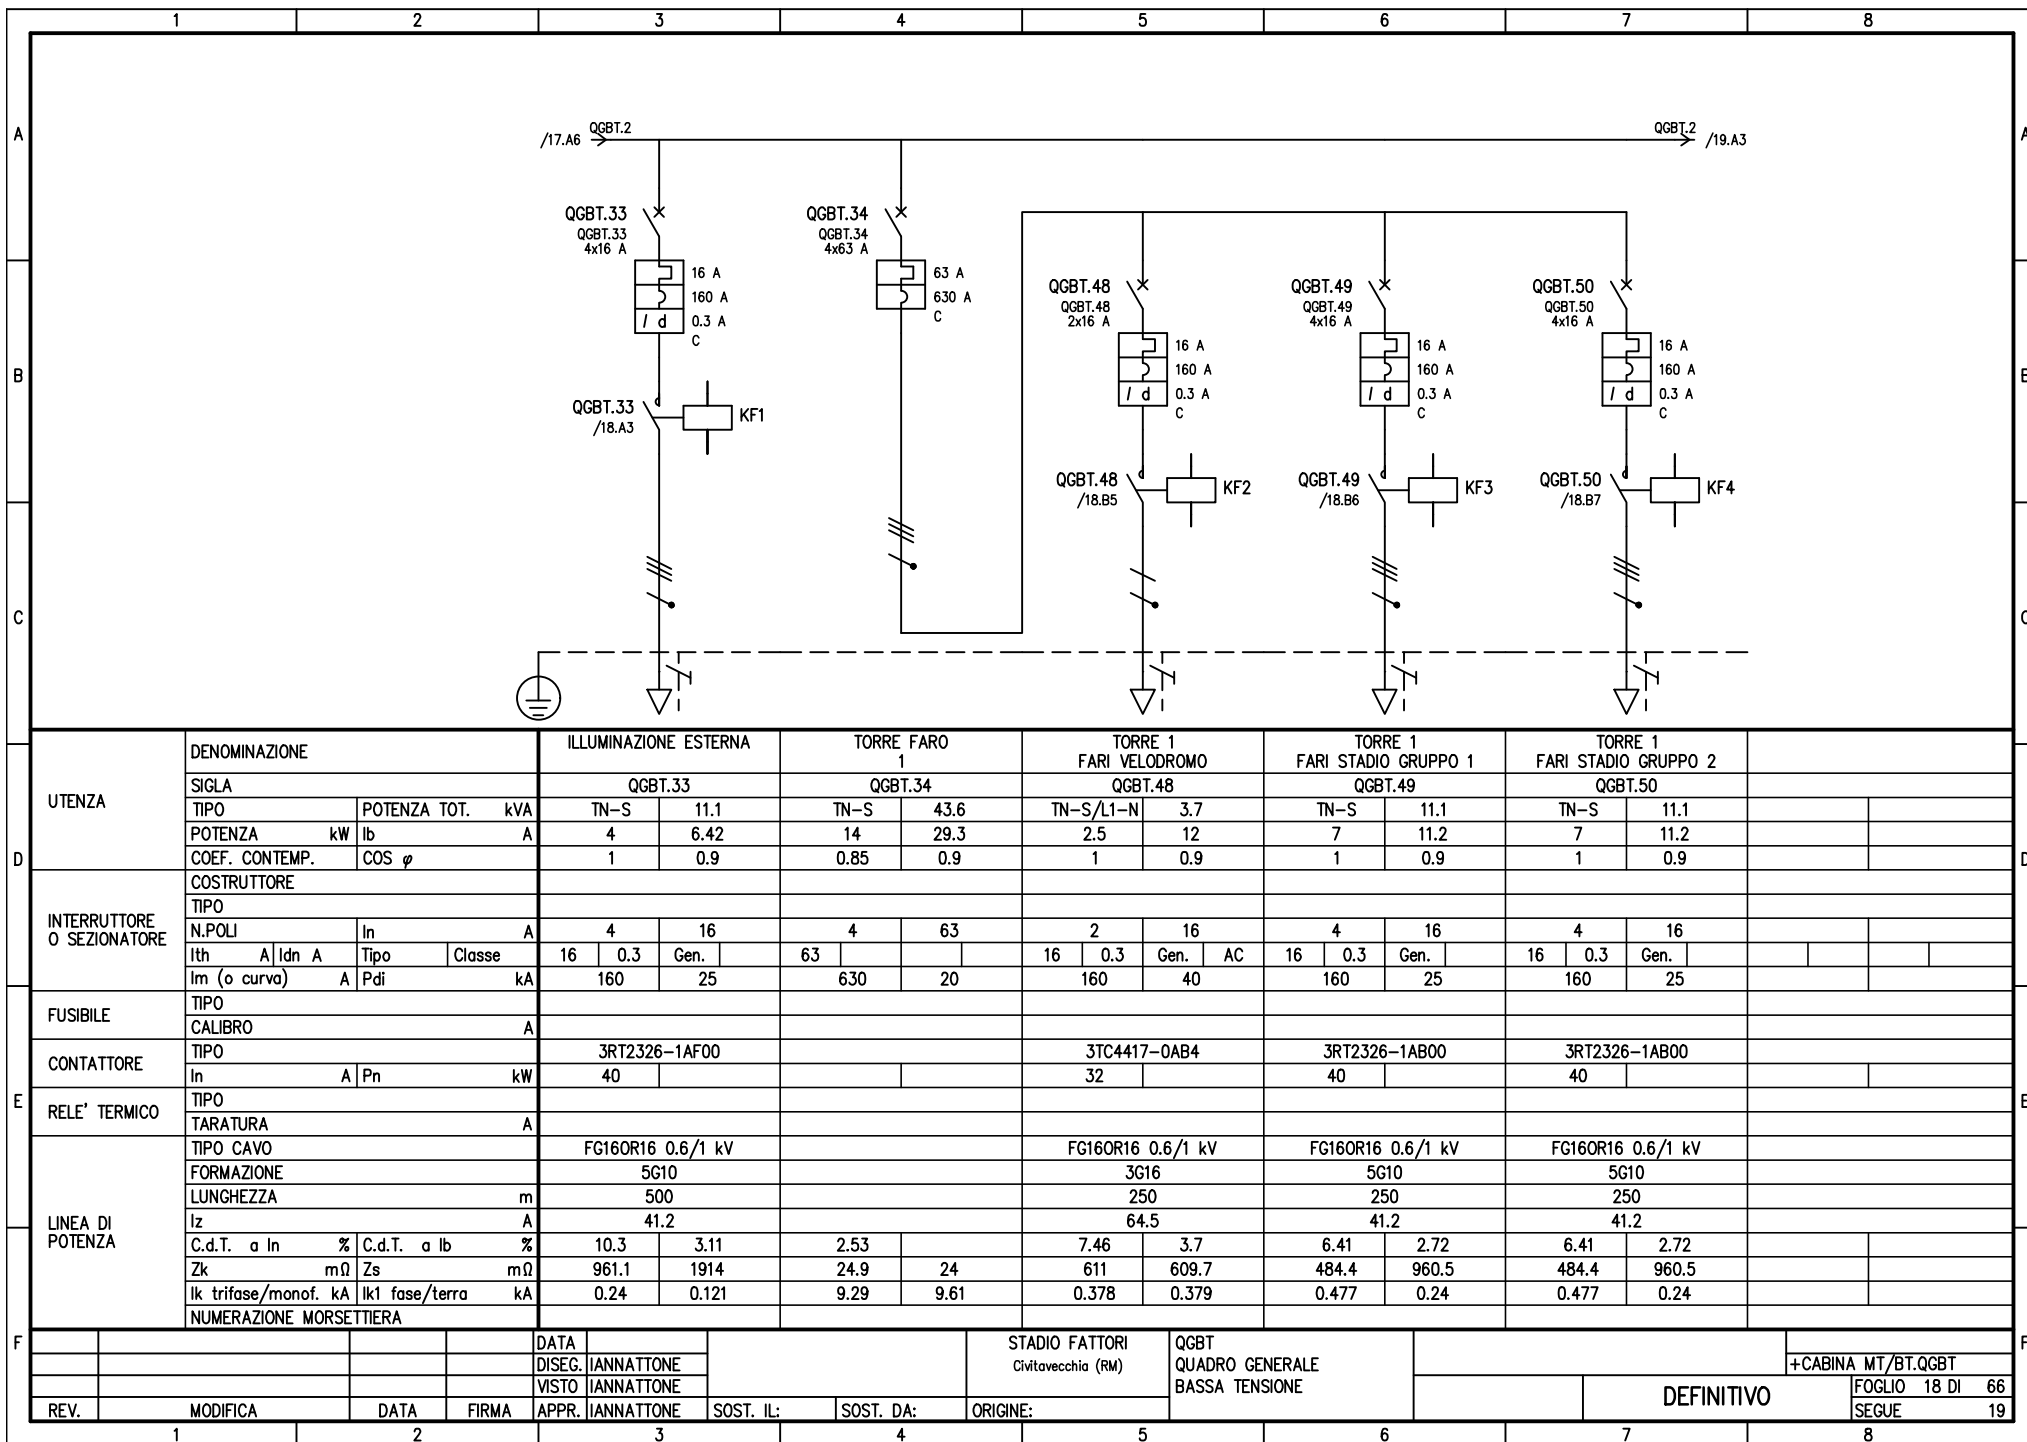 1 2 3 4 5 6 7 8
A A
/17.A6 QGBT.2 QGBT.2 /19.A3
QGBT.33 QGBT.34
QGBT.33 QGBT.34
4x16 A 4x63 A
16 A 63 A
160 A 630 A
0.3 A C
I d
C
QGBT.48 QGBT.49 QGBT.50
QGBT.48 QGBT.49 QGBT.50
2x16 A 4x16 A 4x16 A
16 A 16 A 16 A
160 A 160 A 160 A
I d 0.3 A I d 0.3 A I d 0.3 A
C C C
B B
QGBT.33 KF1
/18.A3
QGBT.48 KF2 QGBT.49 KF3 QGBT.50 KF4
/18.B5 /18.B6 /18.B7
C C
UTENZA
DENOMINAZIONE ILLUMINAZIONE ESTERNA TORRE FARO 1 TORRE 1 FARI VELODROMO TORRE 1 FARI STADIO GRUPPO 1 TORRE 1 FARI STADIO GRUPPO 2
SIGLA QGBT.33 QGBT.34 QGBT.48 QGBT.49 QGBT.50
TIPO POTENZA TOT. kVA TN-S 11.1 TN-S 43.6 TN-S/L1-N 3.7 TN-S 11.1 TN-S 11.1
POTENZA kW Ib A 4 6.42 14 29.3 2.5 12 7 11.2 7 11.2
D COEF. CONTEMP. COS φ 1 0.9 0.85 0.9 1 0.9 1 0.9 1 0.9 D
INTERRUTTORE O SEZIONATORE
COSTRUTTORE
TIPO
N.POLI In A 4 16 4 63 2 16 4 16 4 16
Ith A Idn A Tipo Classe 16 0.3 Gen. 63 16 0.3 Gen. AC 16 0.3 Gen. 16 0.3 Gen.
Im (o curva) A Pdi kA 160 25 630 20 160 40 160 25 160 25
FUSIBILE
TIPO
CALIBRO A
CONTATTORE
TIPO 3RT2326-1AF00 3TC4417-0AB4 3RT2326-1AB00 3RT2326-1AB00
In A Pn kW 40 32 40 40
E E
RELE' TERMICO
TIPO
TARATURA A
LINEA DI POTENZA
TIPO CAVO FG16OR16 0.6/1 kV FG16OR16 0.6/1 kV FG16OR16 0.6/1 kV FG16OR16 0.6/1 kV
FORMAZIONE 5G10 3G16 5G10 5G10
LUNGHEZZA m 500 250 250 250
Iz A 41.2 64.5 41.2 41.2
C.d.T. a In % C.d.T. a Ib % 10.3 3.11 2.53 7.46 3.7 6.41 2.72 6.41 2.72
Zk mΩ Zs mΩ 961.1 1914 24.9 24 611 609.7 484.4 960.5 484.4 960.5
Ik trifase/monof. kA Ik1 fase/terra kA 0.24 0.121 9.29 9.61 0.378 0.379 0.477 0.24 0.477 0.24
NUMERAZIONE MORSETTIERA
F F
DATA STADIO FATTORI QGBT
DISEG. IANNATTONE Civitavecchia (RM) QUADRO GENERALE +CABINA MT/BT.QGBT
VISTO IANNATTONE BASSA TENSIONE DEFINITIVO FOGLIO 18 DI 66
REV. MODIFICA DATA FIRMA APPR. IANNATTONE SOST. IL: SOST. DA: ORIGINE: SEGUE 19
1 2 3 4 5 6 7 8